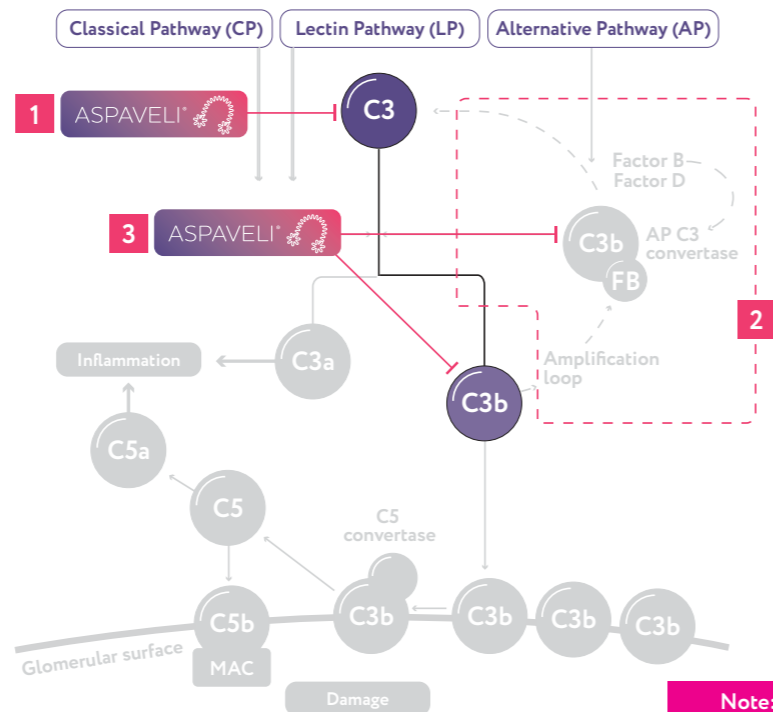 Classical Pathway (CP)
Lectin Pathway (LP)
Alternative Pathway (AP)
1
ASPAVELI®
C3
Factor B
Factor D
3
ASPAVELI®
C3b
AP C3
convertase
FB
2
Inflammation
C3a
Amplification
loop
C3b
C5a
C5
C5
convertase
C5b
C3b
C3b
C3b
C3b
Glomerular surface
MAC
Damage
Note: